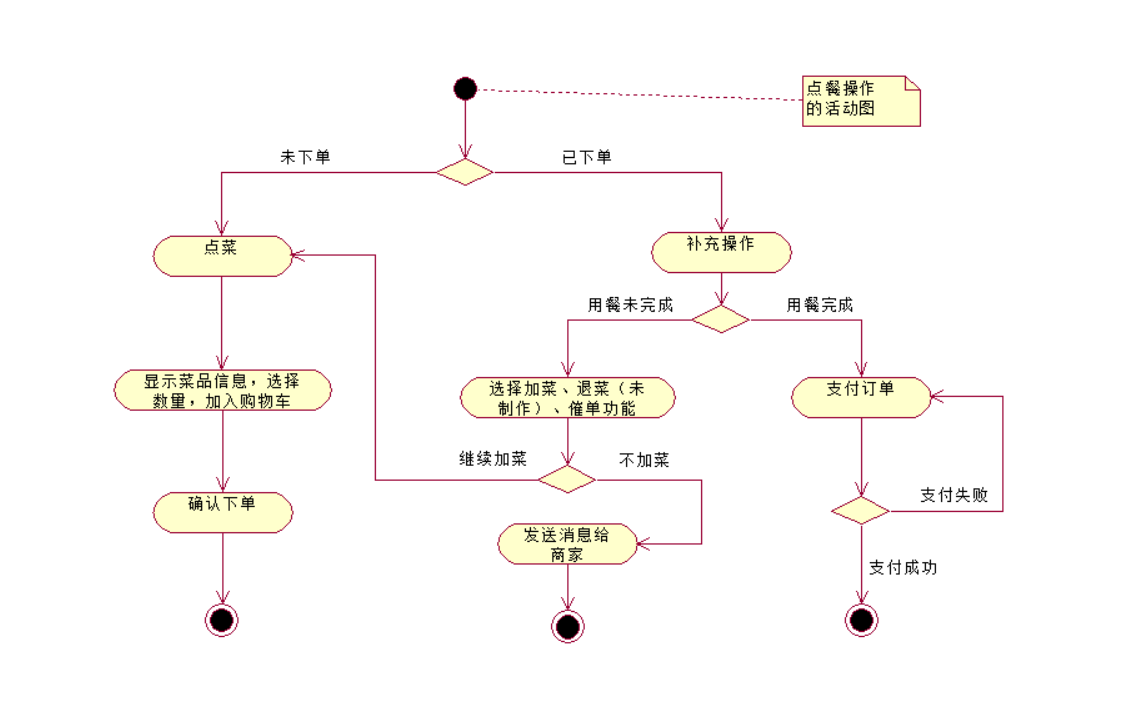 点餐操作
的活动图
未下单
已下单
点菜
补充操作
用餐未完成
用餐完成
显示菜品信息，选择
数量，加入购物车
选择加菜、退菜（未
制作）、催单功能
支付订单
继续加菜
不加菜
确认下单
支付失败
发送消息给
商家
支付成功